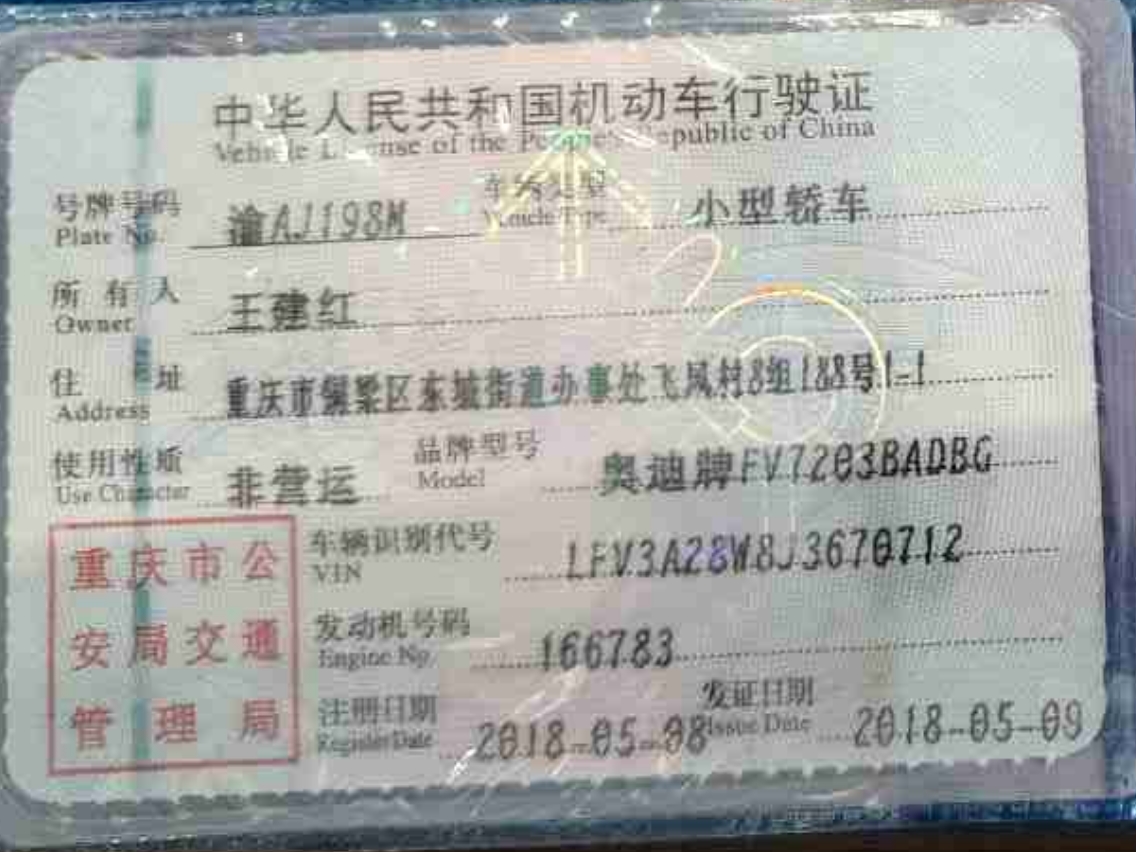 中华人民共和国机动车行驶证
Vehicle License of the People's Republic of China
号牌号码 渝AJ198M 车辆类型 小型轿车
Plate No. Vehicle Type
所有人 王建红
Owner
住址 重庆市铜梁区东城街道办事处飞凤村8组188号1-1
Address
使用性质 非营运 品牌型号 奥迪牌FV7203BADBG
Use Character Model
重庆市公 车辆识别代号 LFV3A28W8J3670712
VIN
安局交通 发动机号码 166783
Engine No.
管理局 注册日期 2018-05-08 发证日期 2018-05-09
Register Date Issue Date